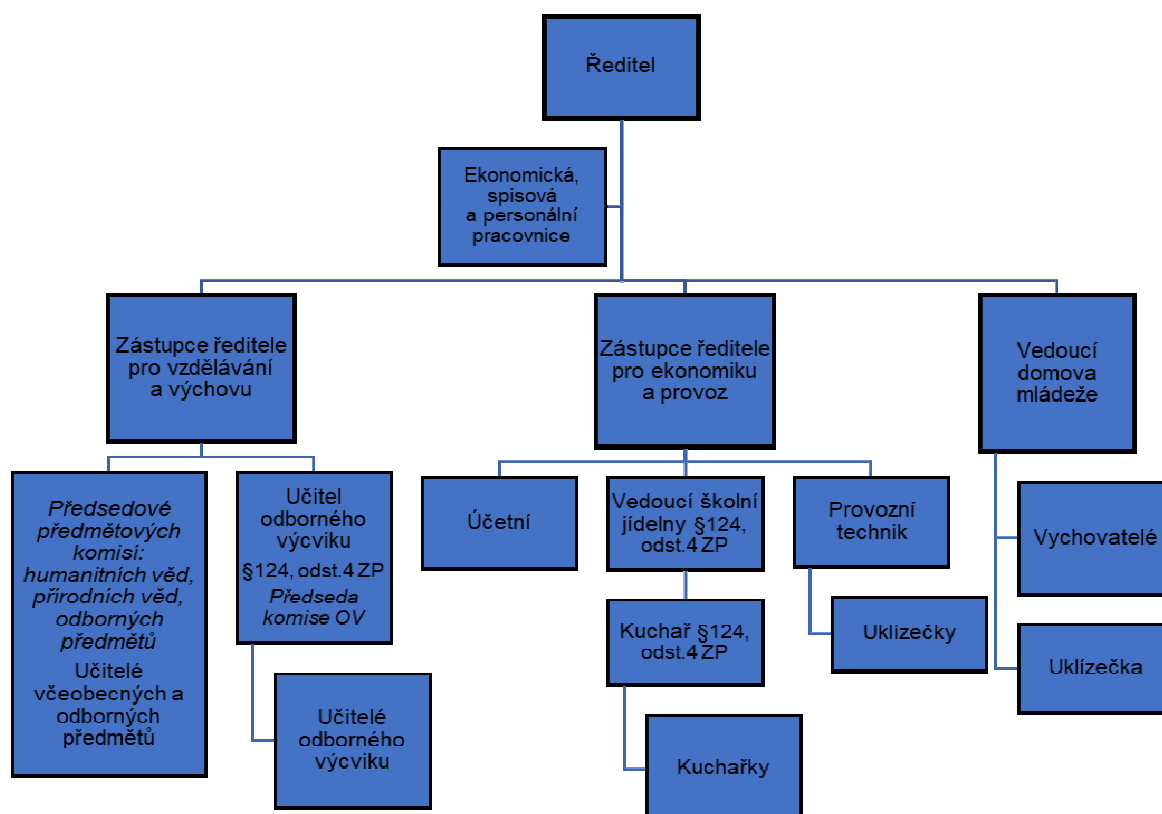 Ředitel
Ekonomická,
spisová
a personální
pracovnice
Zástupce ředitele
pro vzdělávání
a výchovu
Zástupce ředitele
pro ekonomiku
a provoz
Vedoucí
domova
mládeže
Předsedové
předmětových
komisí:
humanitních věd,
přírodních věd,
odborných
předmětů
Učitelé
včeobecných a
odborných
předmětů
Učitel
odborného
výcviku
§124, odst.4 ZP
Předseda
komise OV
Učitelé
odborného
výcviku
Účetní
Vedoucí školní
jídelny §124,
odst.4 ZP
Kuchař §124,
odst.4 ZP
Kuchařky
Provozní
technik
Uklízečky
Vychovatelé
Uklízečka